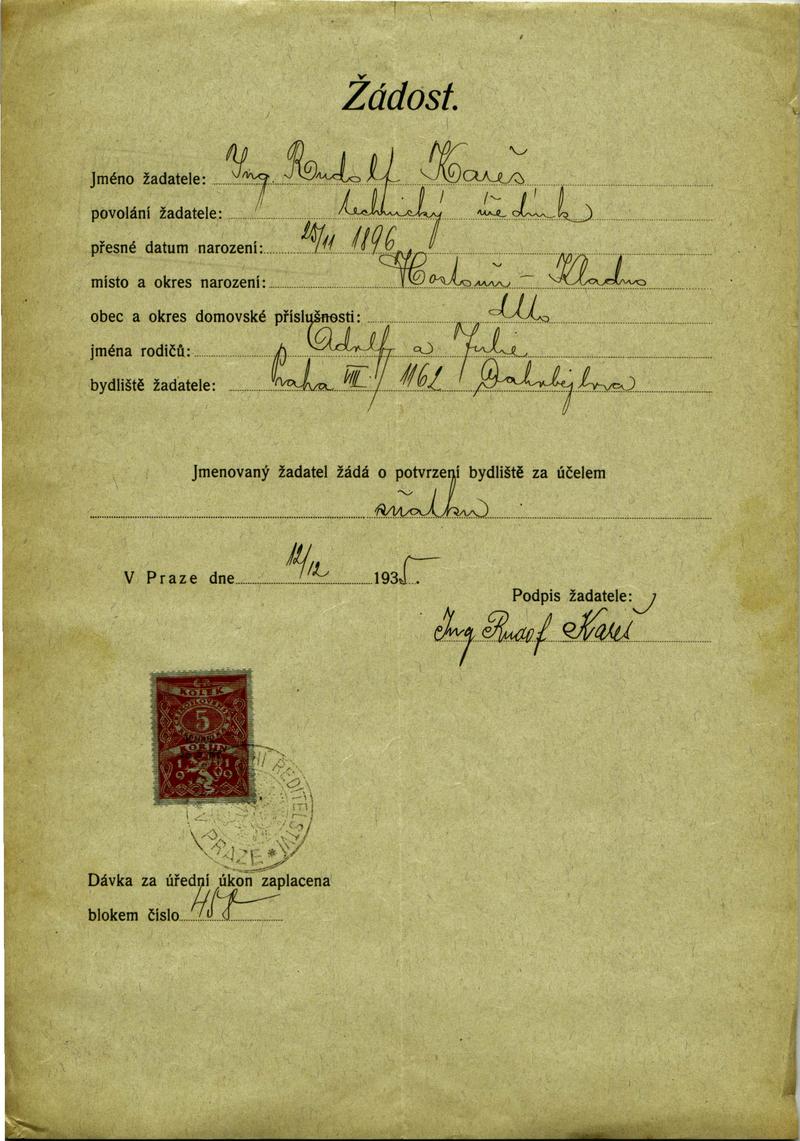 Žádost.
Jméno žadatele: Ing. Rudolf Kareš
povolání žadatele: technický úředník
přesné datum narození: 25/11 1896
místo a okres narození: Hostouň – Kladno
obec a okres domovské příslušnosti:
jména rodičů: Adolf a Julie
bydliště žadatele: Praha VIII / 1162
Jmenovaný žadatel žádá o potvrzení bydliště za účelem
sňatku
V Praze dne 12/12 1935.
Podpis žadatele:
Ing Rudolf Kareš
KOLEK
5
KORUN
1919
ŘEDITELSTVÍ
V PRAZE *
Dávka za úřední úkon zaplacena
blokem číslo 458